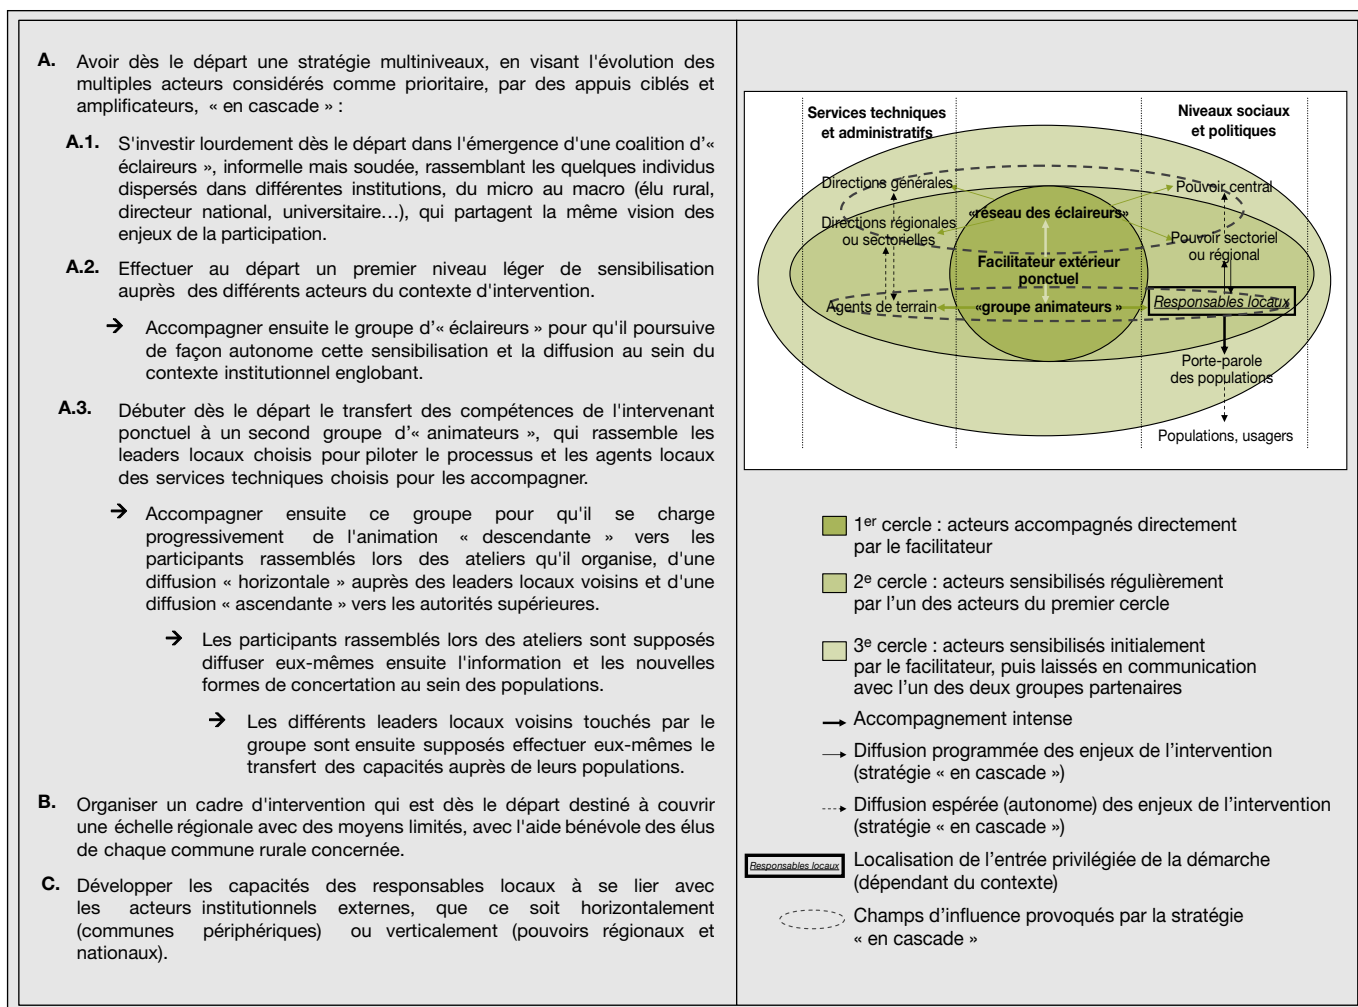 A. Avoir dès le départ une stratégie multiniveaux, en visant l'évolution des
multiples acteurs considérés comme prioritaire, par des appuis ciblés et
amplificateurs, « en cascade » :
A.1. S'investir lourdement dès le départ dans l'émergence d'une coalition d'«
éclaireurs », informelle mais soudée, rassemblant les quelques individus
dispersés dans différentes institutions, du micro au macro (élu rural,
directeur national, universitaire…), qui partagent la même vision des
enjeux de la participation.
A.2. Effectuer au départ un premier niveau léger de sensibilisation
auprès des différents acteurs du contexte d'intervention.
→ Accompagner ensuite le groupe d'« éclaireurs » pour qu'il poursuive
de façon autonome cette sensibilisation et la diffusion au sein du
contexte institutionnel englobant.
A.3. Débuter dès le départ le transfert des compétences de l'intervenant
ponctuel à un second groupe d'« animateurs », qui rassemble les
leaders locaux choisis pour piloter le processus et les agents locaux
des services techniques choisis pour les accompagner.
→ Accompagner ensuite ce groupe pour qu'il se charge
progressivement de l'animation « descendante » vers les
participants rassemblés lors des ateliers qu'il organise, d'une
diffusion « horizontale » auprès des leaders locaux voisins et d'une
diffusion « ascendante » vers les autorités supérieures.
→ Les participants rassemblés lors des ateliers sont supposés
diffuser eux-mêmes ensuite l'information et les nouvelles
formes de concertation au sein des populations.
→ Les différents leaders locaux voisins touchés par le
groupe sont ensuite supposés effectuer eux-mêmes le
transfert des capacités auprès de leurs populations.
B. Organiser un cadre d'intervention qui est dès le départ destiné à couvrir
une échelle régionale avec des moyens limités, avec l'aide bénévole des élus
de chaque commune rurale concernée.
C. Développer les capacités des responsables locaux à se lier avec
les acteurs institutionnels externes, que ce soit horizontalement
(communes périphériques) ou verticalement (pouvoirs régionaux et
nationaux).
Services techniques
et administratifs
Niveaux sociaux
et politiques
Directions générales
Pouvoir central
«réseau des éclaireurs»
Directions régionales
ou sectorielles
Pouvoir sectoriel
ou régional
Facilitateur extérieur
ponctuel
Agents de terrain
«groupe animateurs »
Responsables locaux
Porte-parole
des populations
Populations, usagers
1er cercle : acteurs accompagnés directement
par le facilitateur
2e cercle : acteurs sensibilisés régulièrement
par l'un des acteurs du premier cercle
3e cercle : acteurs sensibilisés initialement
par le facilitateur, puis laissés en communication
avec l'un des deux groupes partenaires
Accompagnement intense
Diffusion programmée des enjeux de l'intervention
(stratégie « en cascade »)
Diffusion espérée (autonome) des enjeux de l'intervention
(stratégie « en cascade »)
Responsables locaux Localisation de l'entrée privilégiée de la démarche
(dépendant du contexte)
Champs d'influence provoqués par la stratégie
« en cascade »